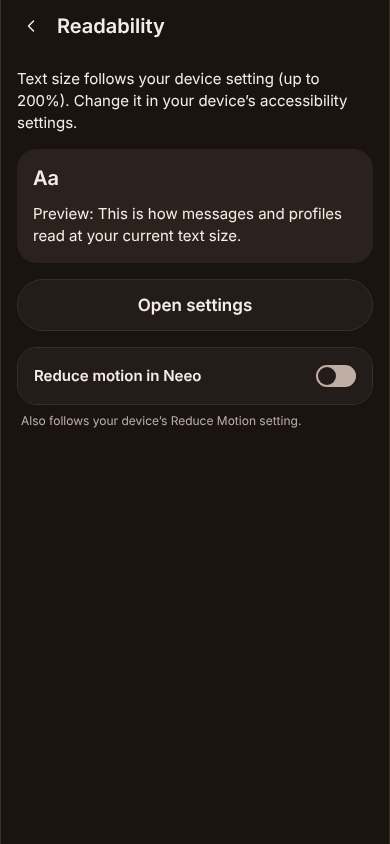 Readability
Text size follows your device setting (up to
200%). Change it in your device’s accessibility
settings.
Aa
Preview: This is how messages and profiles
read at your current text size.
Open settings
Reduce motion in Neeo
Also follows your device’s Reduce Motion setting.